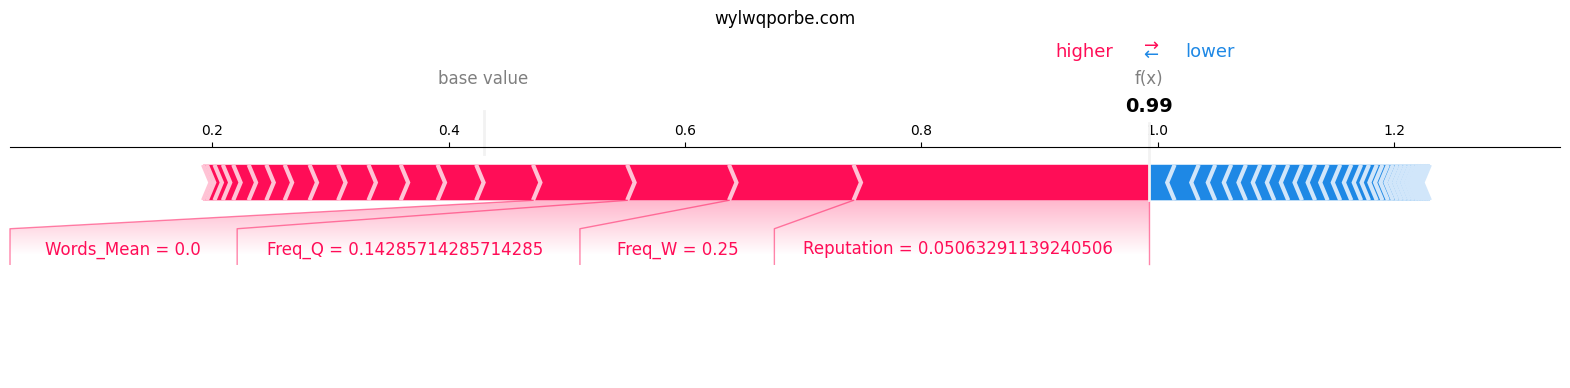 wylwqporbe.com
higher ⇄ lower
base value f(x)
0.99
0.2 0.4 0.6 0.8 1.0 1.2
Words_Mean = 0.0 Freq_Q = 0.14285714285714285 Freq_W = 0.25 Reputation = 0.05063291139240506